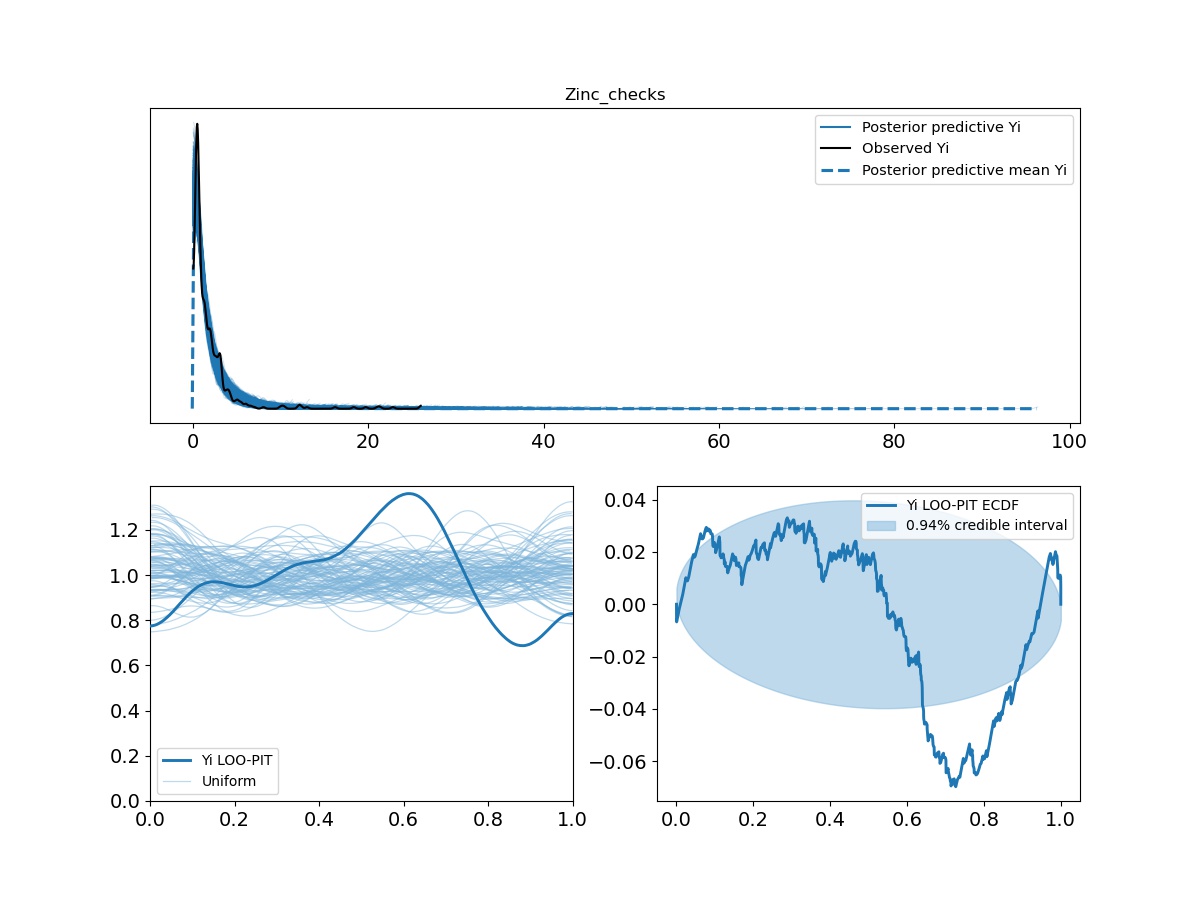 Zinc_checks
Posterior predictive Yi
Observed Yi
Posterior predictive mean Yi
0 20 40 60 80 100
1.2
1.0
0.8
0.6
0.4
0.2
0.0
Yi LOO-PIT
Uniform
0.0 0.2 0.4 0.6 0.8 1.0
0.04
0.02
0.00
−0.02
−0.04
−0.06
Yi LOO-PIT ECDF
0.94% credible interval
0.0 0.2 0.4 0.6 0.8 1.0